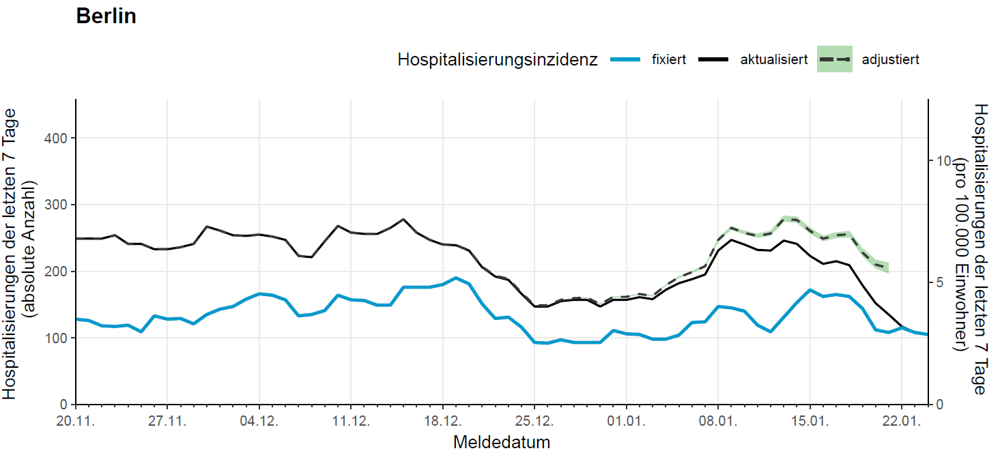 Berlin
Hospitalisierungsinzidenz fixiert aktualisiert adjustiert
Hospitalisierungen der letzten 7 Tage
(absolute Anzahl)
400
300
200
100
0
10
5
0
Hospitalisierungen der letzten 7 Tage
(pro 100.000 Einwohner)
20.11. 27.11. 04.12. 11.12. 18.12. 25.12. 01.01. 08.01. 15.01. 22.01.
Meldedatum